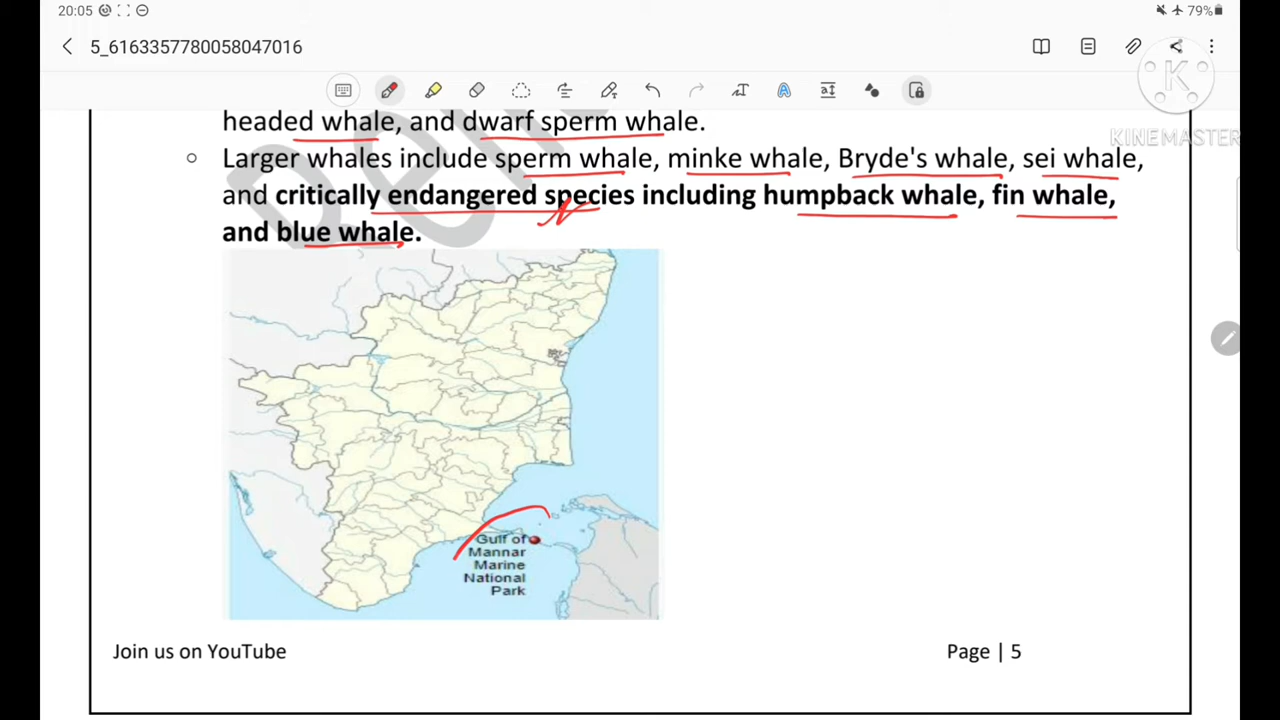 20:05
79%
5_6163357780058047016
K
KINEMASTER
headed whale, and dwarf sperm whale.
Larger whales include sperm whale, minke whale, Bryde's whale, sei whale,
and critically endangered species including humpback whale, fin whale,
and blue whale.
Gulf of
Mannar
Marine
National
Park
Join us on YouTube
Page | 5